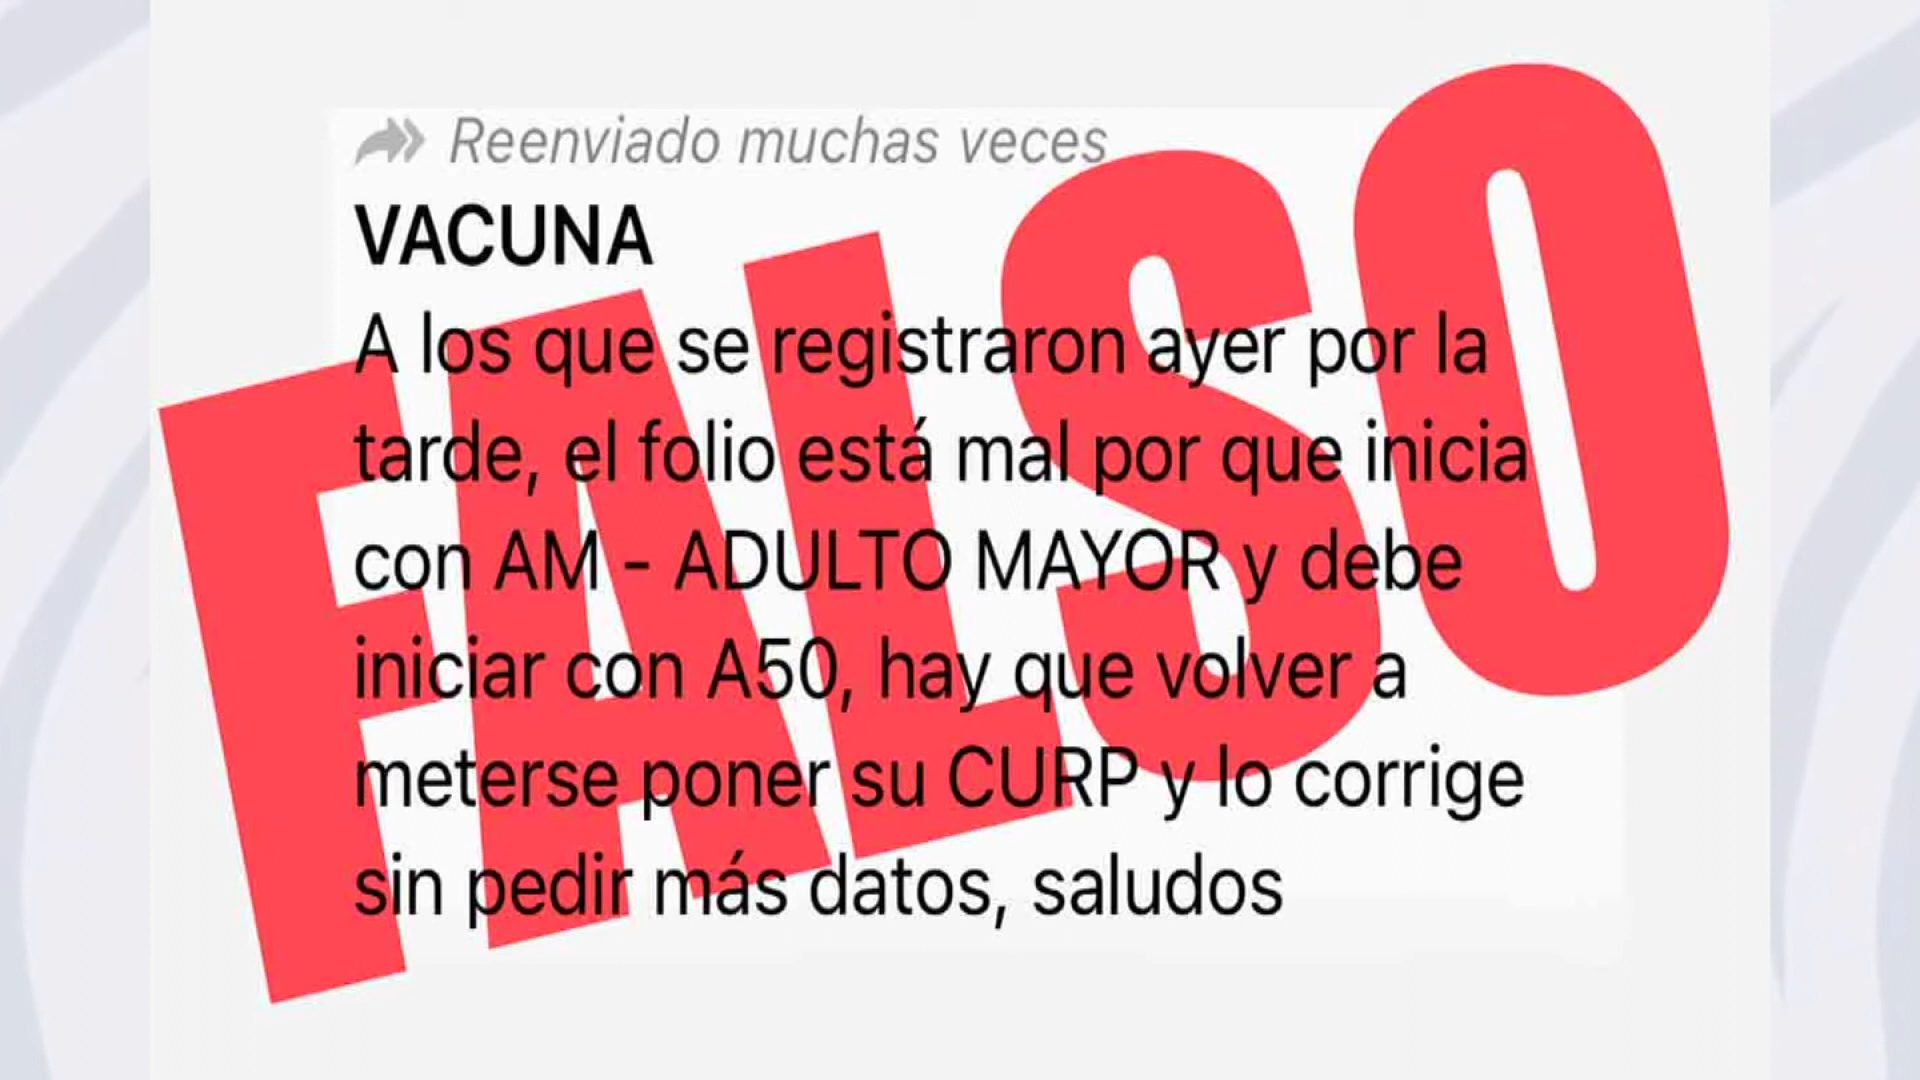 Reenviado muchas veces
VACUNA
A los que se registraron ayer por la
tarde, el folio está mal por que inicia
con AM - ADULTO MAYOR y debe
iniciar con A50, hay que volver a
meterse poner su CURP y lo corrige
sin pedir más datos, saludos
FALSO